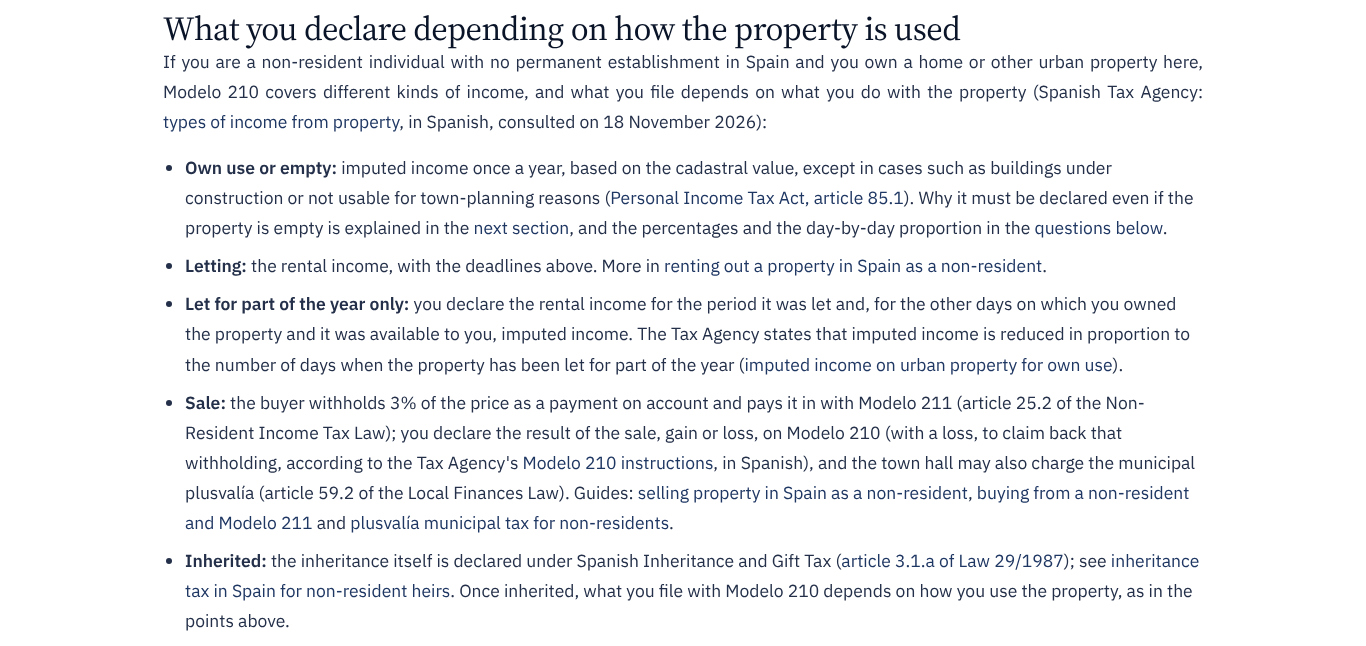 What you declare depending on how the property is used
If you are a non-resident individual with no permanent establishment in Spain and you own a home or other urban property here,
Modelo 210 covers different kinds of income, and what you file depends on what you do with the property (Spanish Tax Agency:
types of income from property, in Spanish, consulted on 18 November 2026):
• Own use or empty: imputed income once a year, based on the cadastral value, except in cases such as buildings under
construction or not usable for town-planning reasons (Personal Income Tax Act, article 85.1). Why it must be declared even if the
property is empty is explained in the next section, and the percentages and the day-by-day proportion in the questions below.
• Letting: the rental income, with the deadlines above. More in renting out a property in Spain as a non-resident.
• Let for part of the year only: you declare the rental income for the period it was let and, for the other days on which you owned
the property and it was available to you, imputed income. The Tax Agency states that imputed income is reduced in proportion to
the number of days when the property has been let for part of the year (imputed income on urban property for own use).
• Sale: the buyer withholds 3% of the price as a payment on account and pays it in with Modelo 211 (article 25.2 of the Non-
Resident Income Tax Law); you declare the result of the sale, gain or loss, on Modelo 210 (with a loss, to claim back that
withholding, according to the Tax Agency's Modelo 210 instructions, in Spanish), and the town hall may also charge the municipal
plusvalía (article 59.2 of the Local Finances Law). Guides: selling property in Spain as a non-resident, buying from a non-resident
and Modelo 211 and plusvalía municipal tax for non-residents.
• Inherited: the inheritance itself is declared under Spanish Inheritance and Gift Tax (article 3.1.a of Law 29/1987); see inheritance
tax in Spain for non-resident heirs. Once inherited, what you file with Modelo 210 depends on how you use the property, as in the
points above.